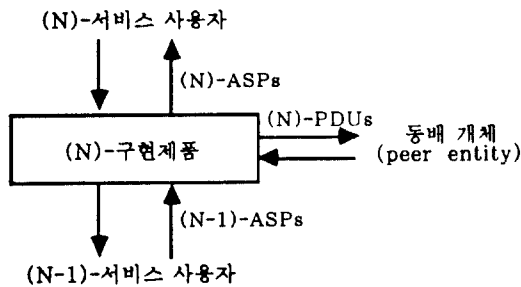 (N)-서비스 사용자
(N)-ASPs
(N)-PDUs
(N)-구현제품
동배 개체
(peer entity)
(N-1)-ASPs
(N-1)-서비스 사용자